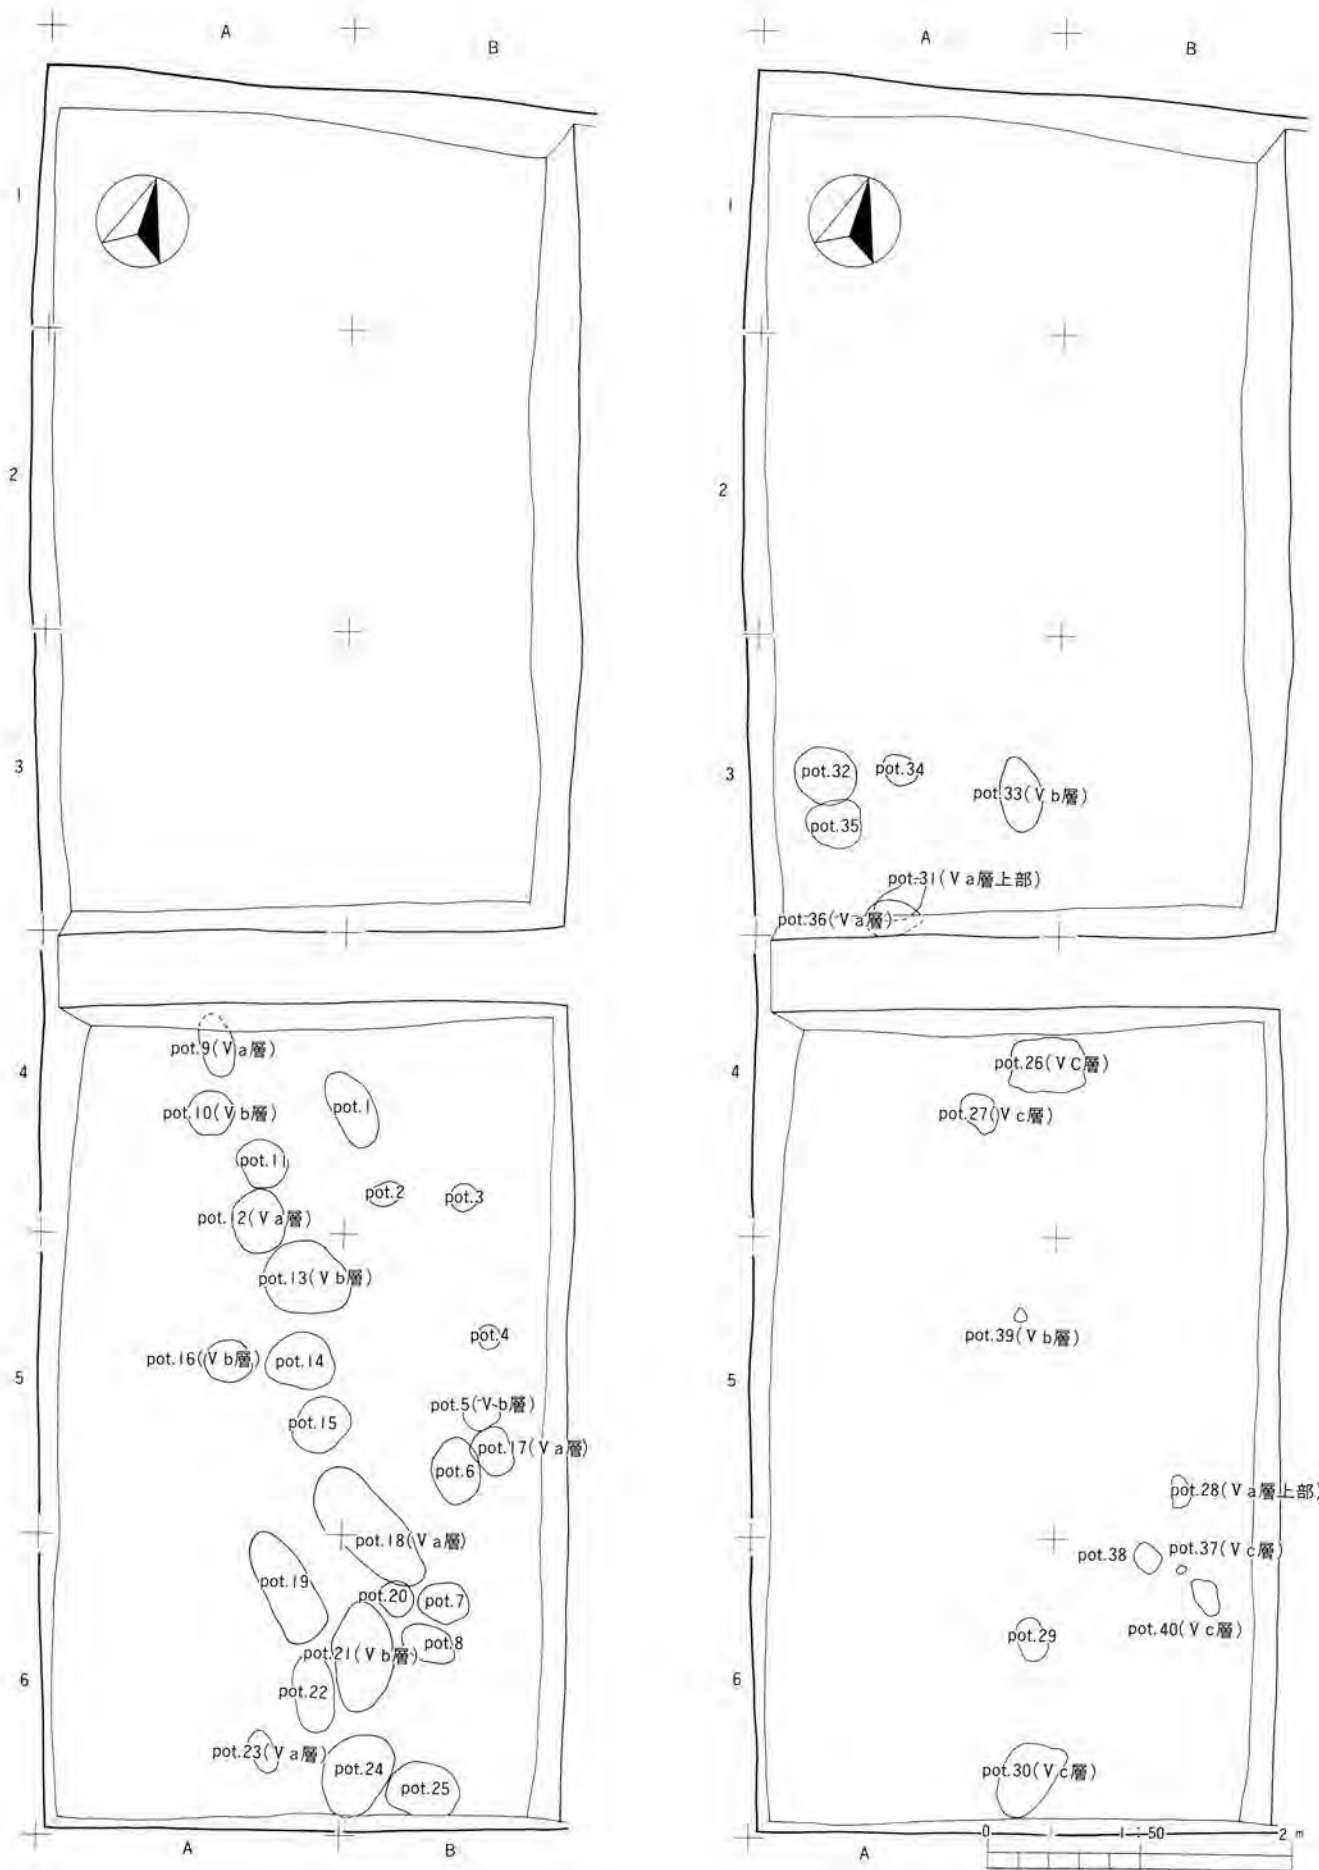 A
B
1
2
3
pot.9(Ⅴa層)
4
pot.10(Ⅴb層)
pot.1
pot.11
pot.2
pot.3
pot.12(Ⅴa層)
pot.13(Ⅴb層)
pot.4
pot.16(Ⅴb層)
pot.14
5
pot.5(Ⅴb層)
pot.15
pot.17(Ⅴa層)
pot.6
pot.18(Ⅴa層)
pot.19
pot.20
pot.7
pot.8
pot.21(Ⅴb層)
6
pot.22
pot.23(Ⅴa層)
pot.24
pot.25
A
B
A
B
1
2
3
pot.32
pot.34
pot.33(Ⅴb層)
pot.35
pot.31(Ⅴa層上部)
pot.36(Ⅴa層)
pot.26(ⅤC層)
4
pot.27(Ⅴc層)
pot.39(Ⅴb層)
5
pot.28(Ⅴa層上部)
pot.37(Ⅴc層)
pot.38
pot.40(Ⅴc層)
pot.29
6
pot.30(Ⅴc層)
0 1:50 2 m
A